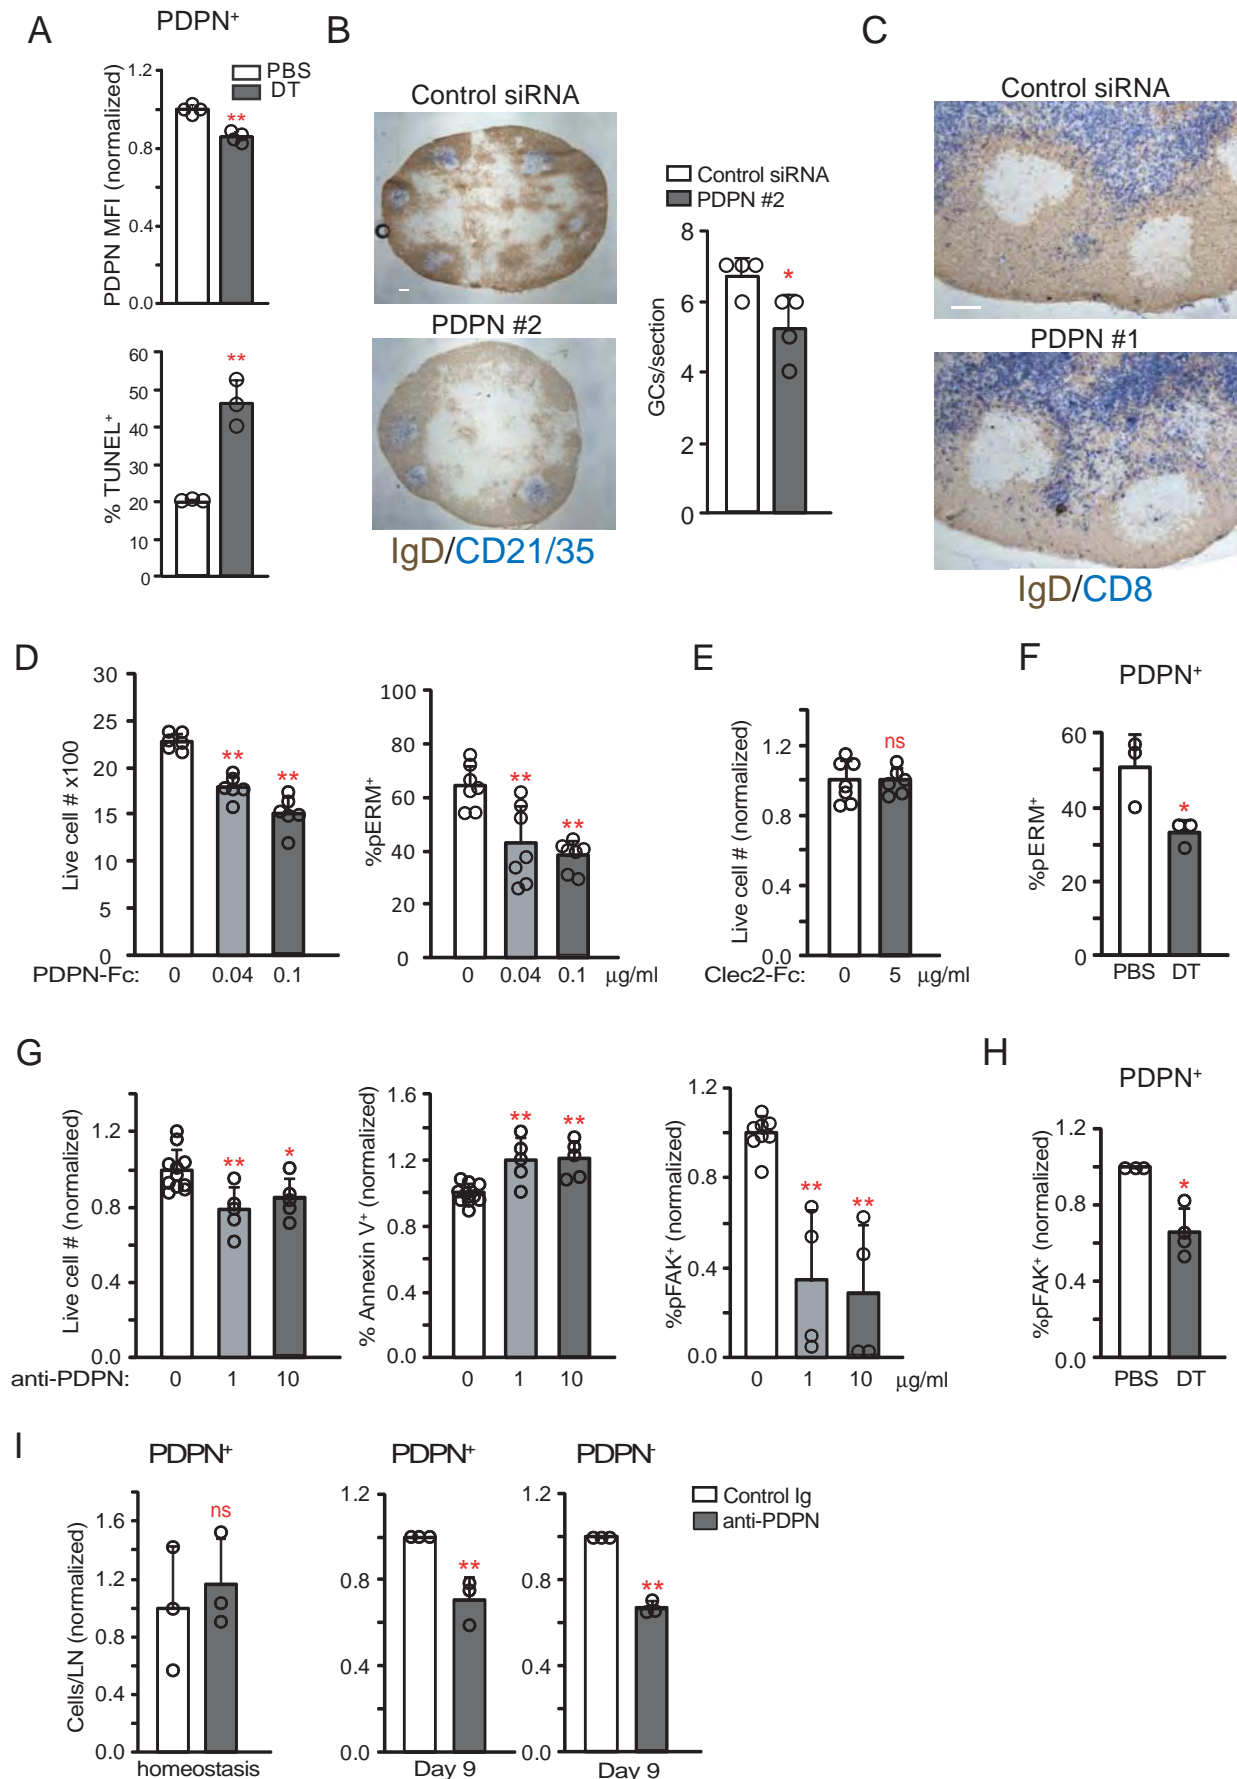 A
PDPN⁺
PBS
DT
PDPN MFI (normalized)
1.2
0.8
0.4
0.0
**
% TUNEL⁺
60
50
40
30
20
10
0
**
B
Control siRNA
PDPN #2
IgD/CD21/35
Control siRNA
PDPN #2
GCs/section
8
6
4
2
0
*
C
Control siRNA
PDPN #1
IgD/CD8
D
Live cell # x100
30
25
20
15
10
5
0
**
**
PDPN-Fc: 0 0.04 0.1
%pERM⁺
100
80
60
40
20
0
**
**
0 0.04 0.1 μg/ml
E
Live cell # (normalized)
1.2
0.8
0.4
0.0
ns
Clec2-Fc: 0 5 μg/ml
F
PDPN⁺
%pERM⁺
60
40
20
0
*
PBS DT
G
Live cell # (normalized)
1.2
0.8
0.4
0.0
**
*
anti-PDPN: 0 1 10
% Annexin V⁺ (normalized)
1.6
1.2
0.8
0.4
0.0
**
**
0 1 10
%pFAK⁺ (normalized)
1.2
0.8
0.4
0.0
**
**
0 1 10 μg/ml
H
PDPN⁺
%pFAK⁺ (normalized)
1.2
0.8
0.4
0.0
*
PBS DT
I
PDPN⁺
Cells/LN (normalized)
1.6
1.2
0.8
0.4
0.0
ns
homeostasis
PDPN⁺
1.2
0.8
0.4
0.0
**
Day 9
PDPN⁻
1.2
0.8
0.4
0.0
**
Day 9
Control Ig
anti-PDPN